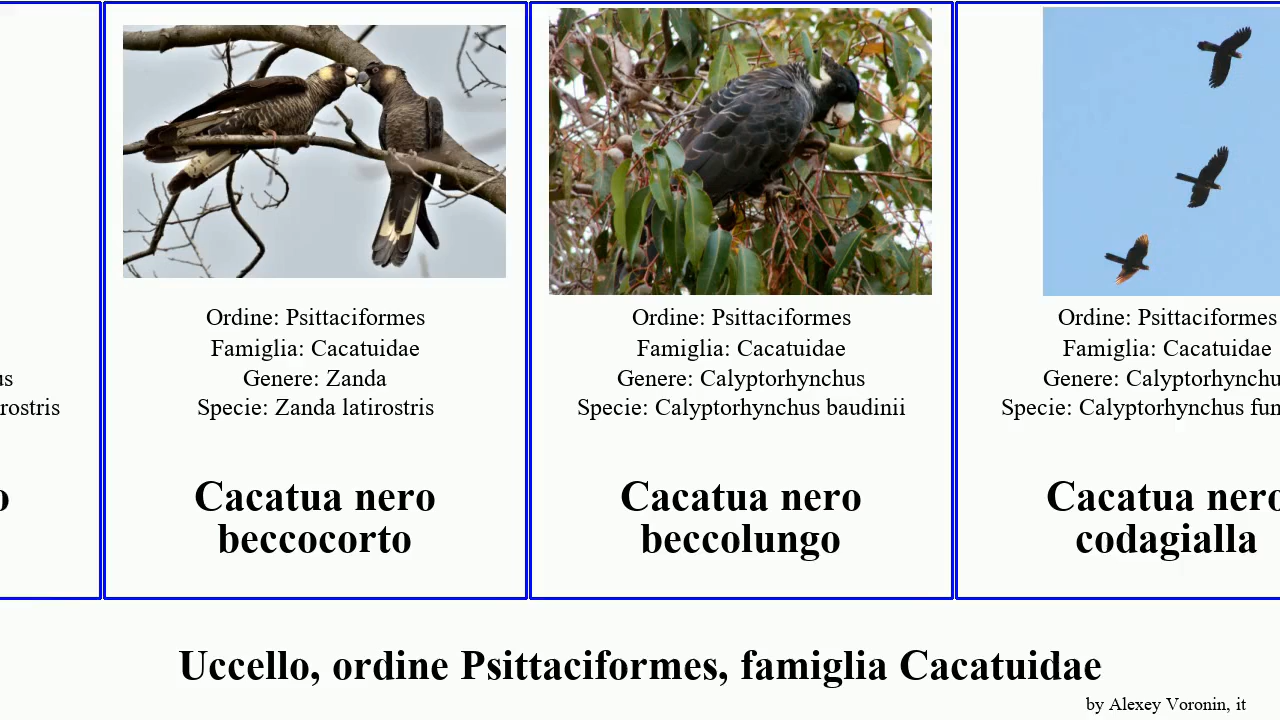 us
rostris
o
Ordine: Psittaciformes
Famiglia: Cacatuidae
Genere: Zanda
Specie: Zanda latirostris
Cacatua nero
beccocorto
Ordine: Psittaciformes
Famiglia: Cacatuidae
Genere: Calyptorhynchus
Specie: Calyptorhynchus baudinii
Cacatua nero
beccolungo
Ordine: Psittaciformes
Famiglia: Cacatuidae
Genere: Calyptorhynchu
Specie: Calyptorhynchus fun
Cacatua nero
codagialla
Uccello, ordine Psittaciformes, famiglia Cacatuidae
by Alexey Voronin, it